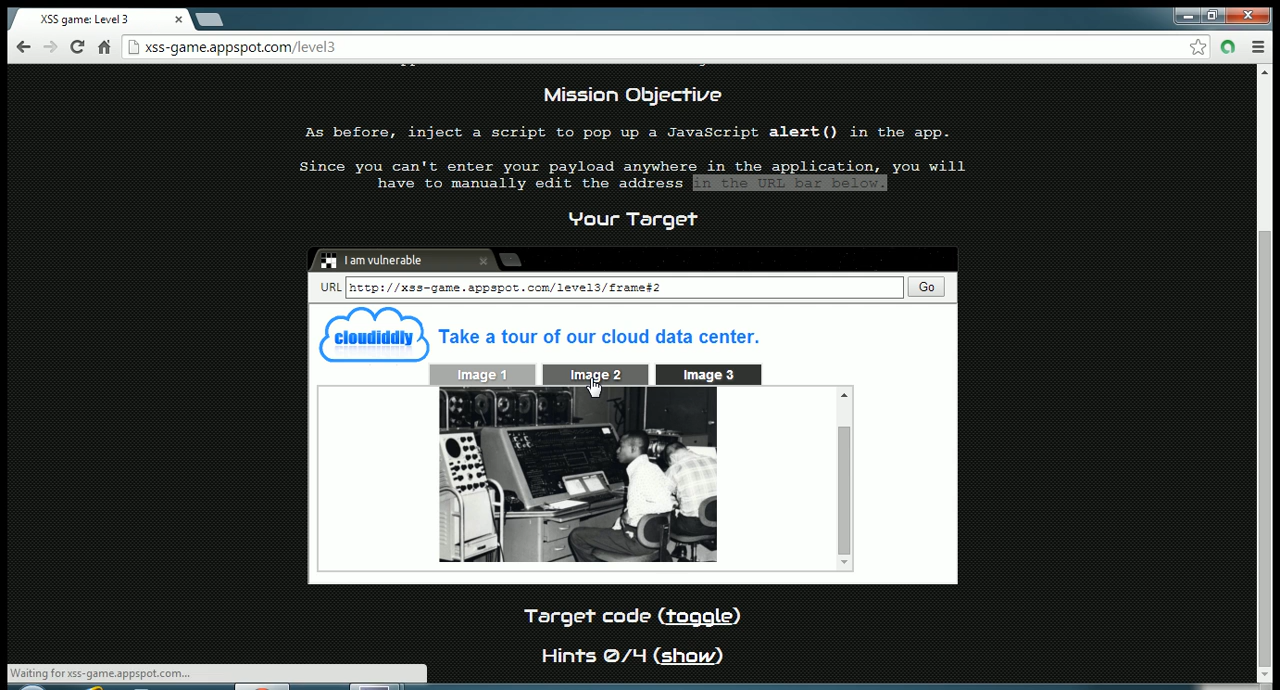 XSS game: Level 3
xss-game.appspot.com/level3
Mission Objective
As before, inject a script to pop up a JavaScript alert() in the app.
Since you can't enter your payload anywhere in the application, you will
have to manually edit the address in the URL bar below.
Your Target
I am vulnerable
URL http://xss-game.appspot.com/level3/frame#2 Go
cloudiddly Take a tour of our cloud data center.
Image 1 Image 2 Image 3
Target code (toggle)
Hints 0/4 (show)
Waiting for xss-game.appspot.com...